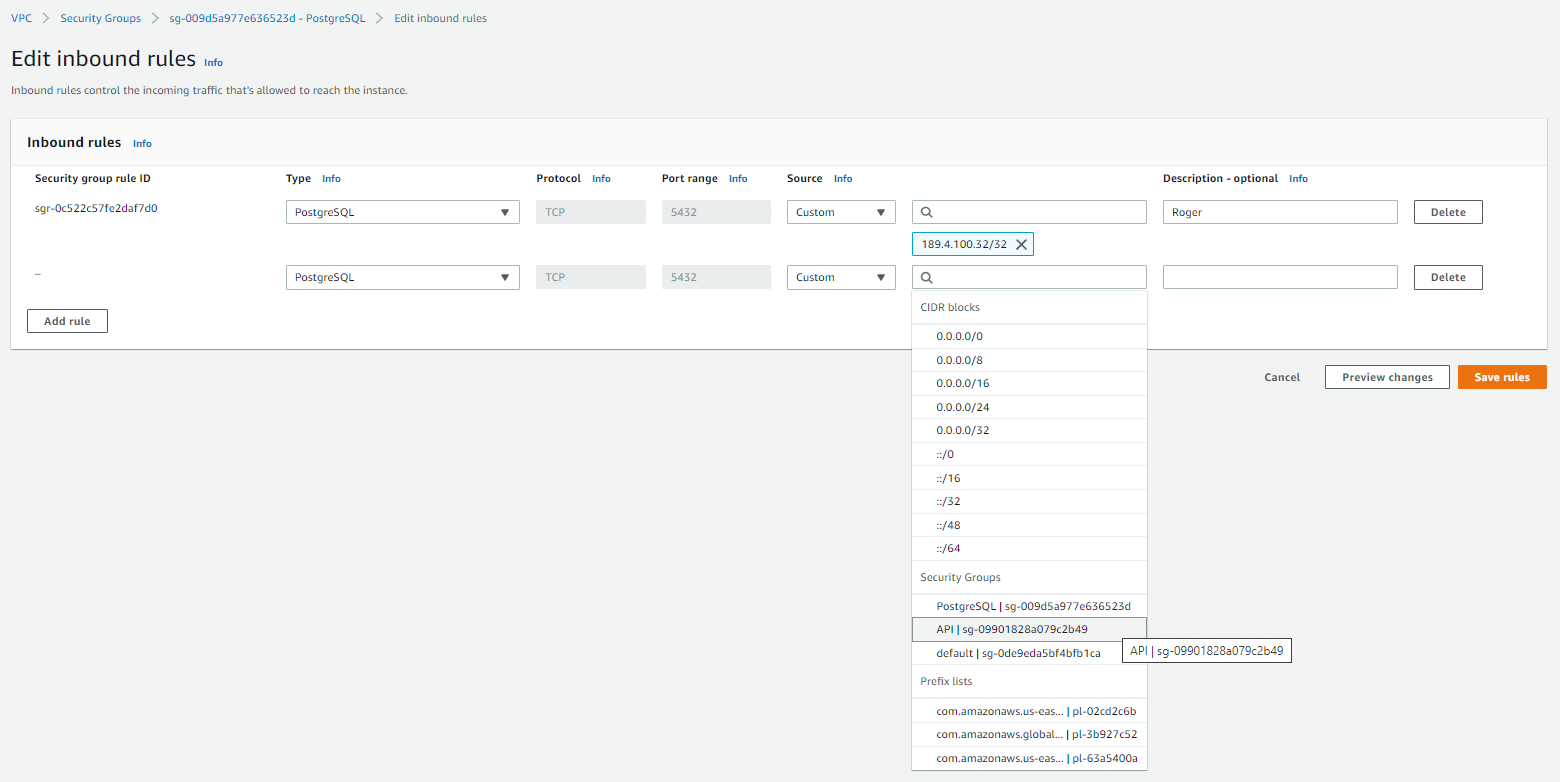 VPC > Security Groups > sg-009d5a977e636523d - PostgreSQL > Edit inbound rules
Edit inbound rules Info
Inbound rules control the incoming traffic that's allowed to reach the instance.
Inbound rules Info
Security group rule ID Type Info Protocol Info Port range Info Source Info Description - optional Info
sgr-0c522c57fe2daf7d0 PostgreSQL TCP 5432 Custom Roger Delete
189.4.100.32/32
– PostgreSQL TCP 5432 Custom Delete
Add rule
CIDR blocks
0.0.0.0/0
0.0.0.0/8
0.0.0.0/16
0.0.0.0/24
0.0.0.0/32
::/0
::/16
::/32
::/48
::/64
Cancel Preview changes Save rules
Security Groups
PostgreSQL | sg-009d5a977e636523d
API | sg-09901828a079c2b49
API | sg-09901828a079c2b49
default | sg-0de9eda5bf4bfb1ca
Prefix lists
com.amazonaws.us-eas... | pl-02cd2c6b
com.amazonaws.global... | pl-3b927c52
com.amazonaws.us-eas... | pl-63a5400a